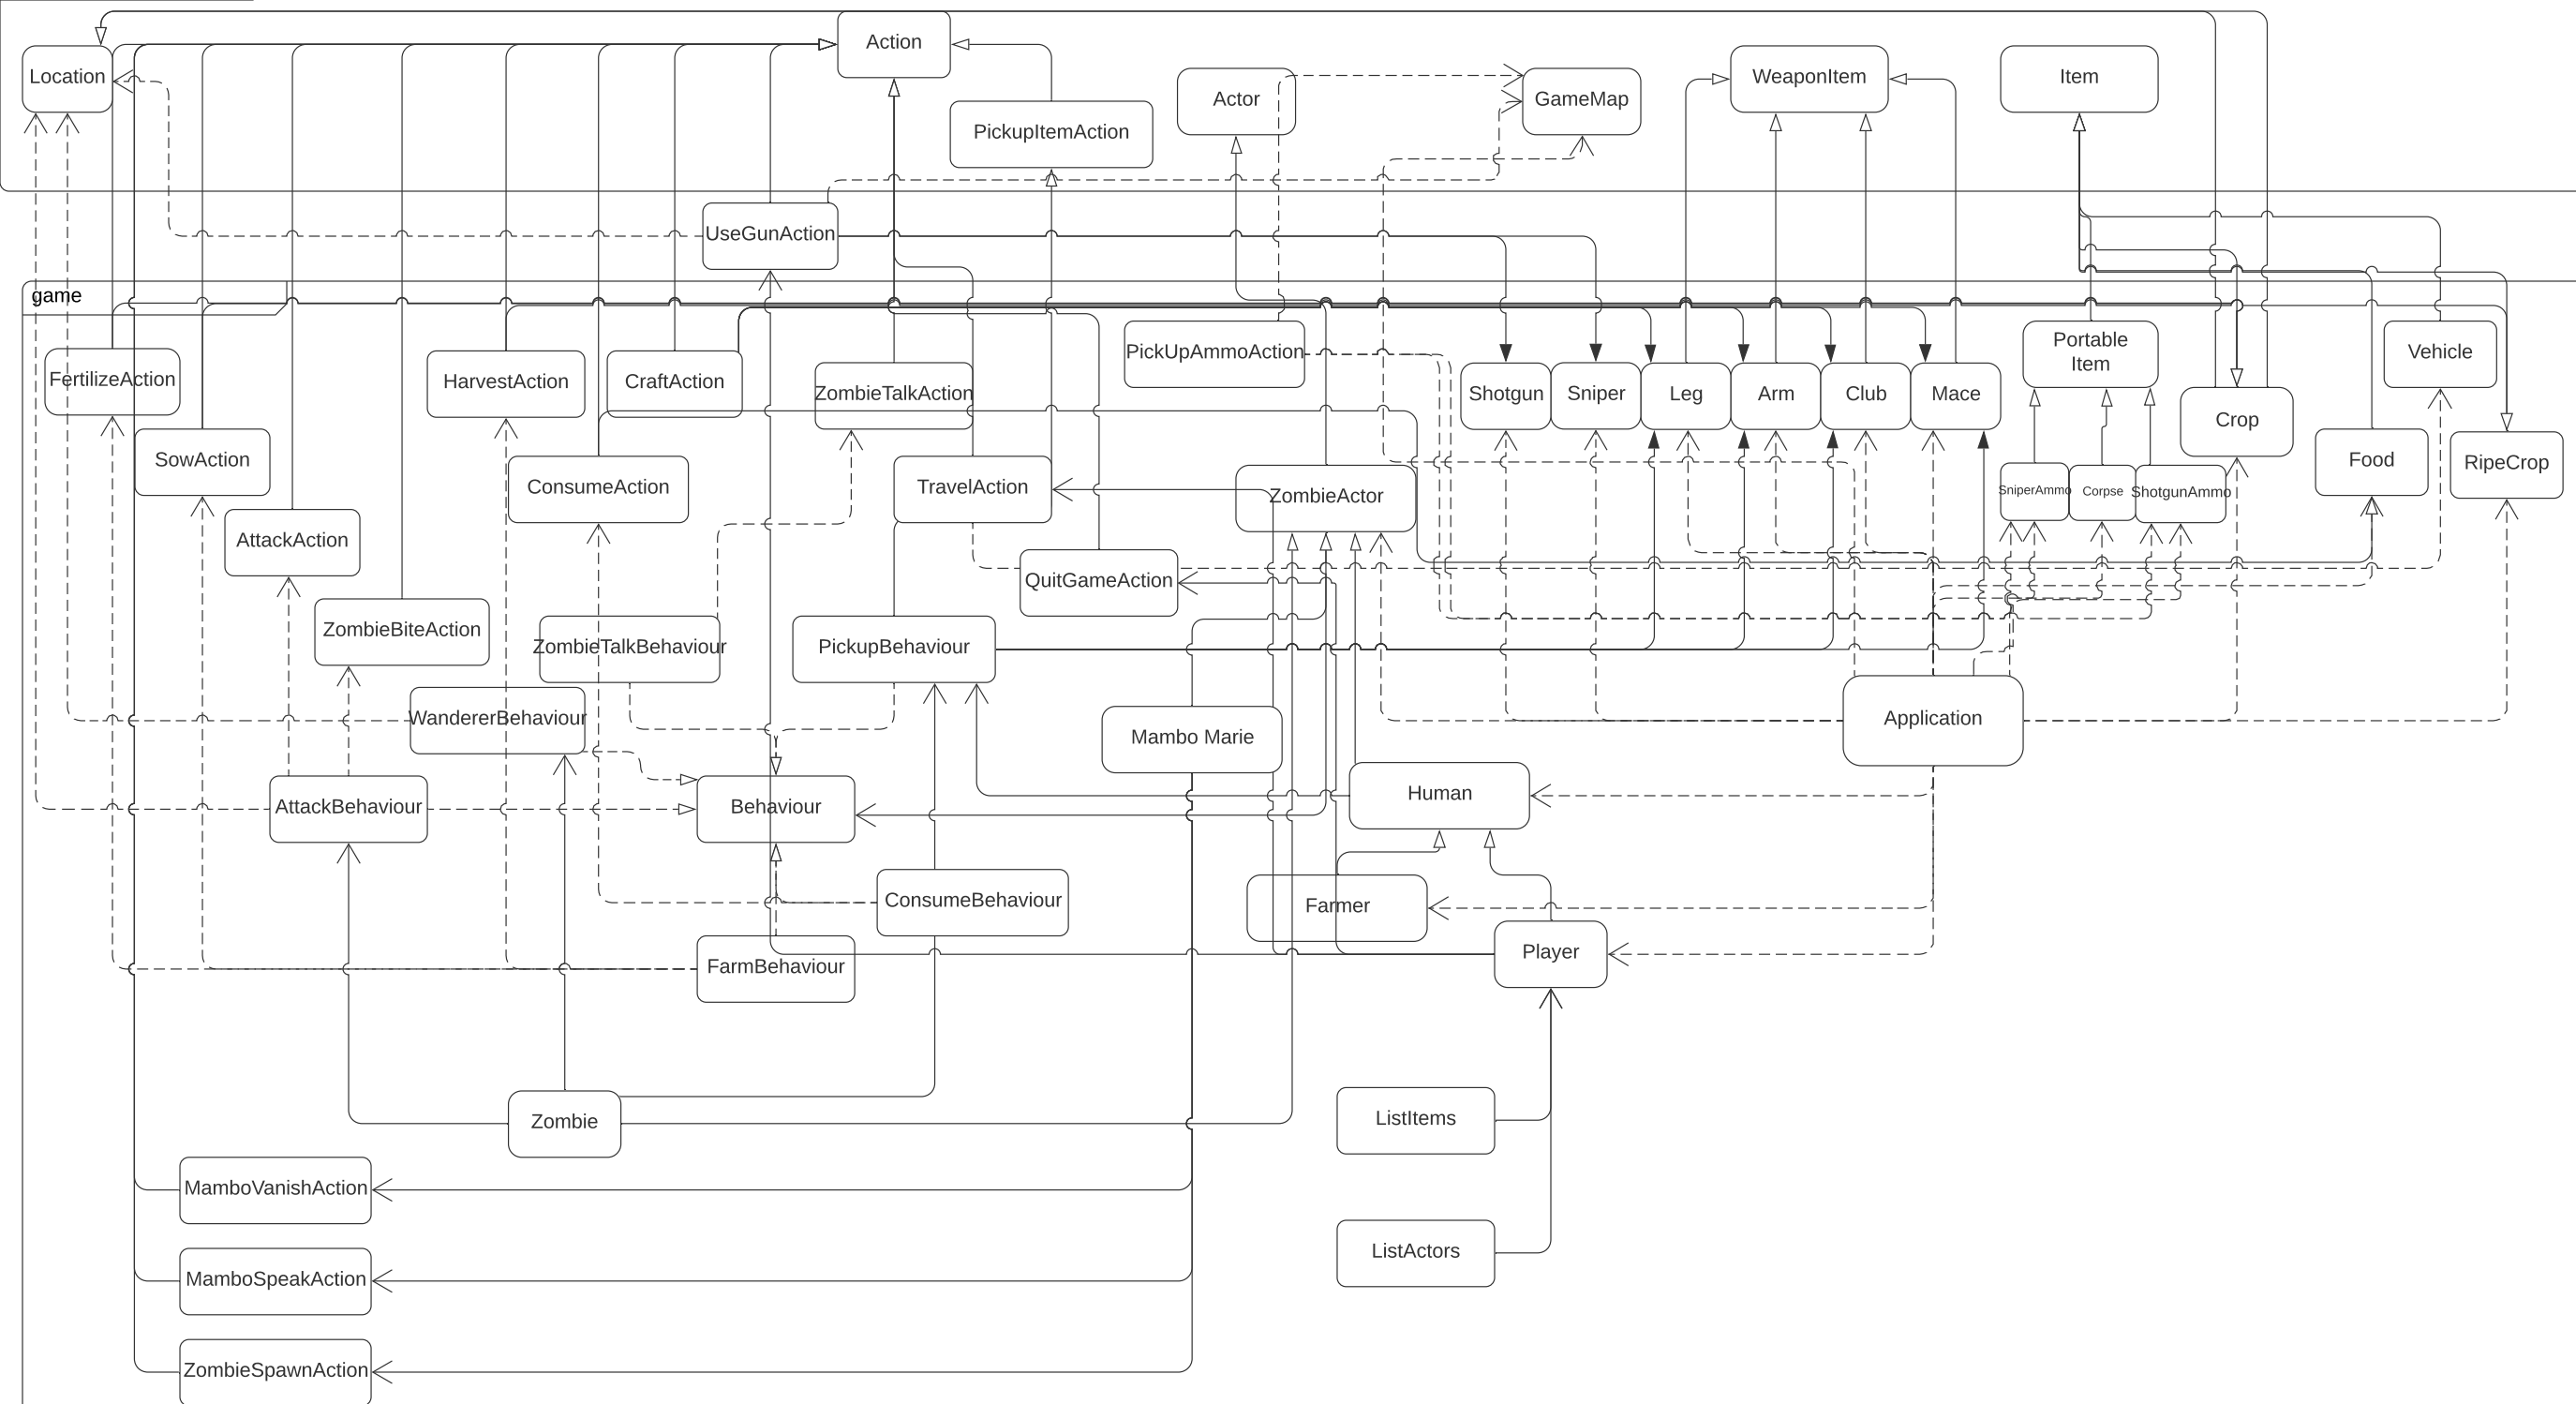 Action
Location
Actor
GameMap
WeaponItem
Item
PickupItemAction
UseGunAction
game
FertilizeAction
HarvestAction
CraftAction
ZombieTalkAction
PickUpAmmoAction
Shotgun
Sniper
Leg
Arm
Club
Mace
Portable
Item
Vehicle
Crop
SowAction
ConsumeAction
TravelAction
ZombieActor
SniperAmmo
Corpse
ShotgunAmmo
Food
RipeCrop
AttackAction
QuitGameAction
ZombieBiteAction
ZombieTalkBehaviour
PickupBehaviour
WandererBehaviour
Mambo Marie
Application
AttackBehaviour
Behaviour
Human
ConsumeBehaviour
Farmer
FarmBehaviour
Player
Zombie
ListItems
MamboVanishAction
ListActors
MamboSpeakAction
ZombieSpawnAction